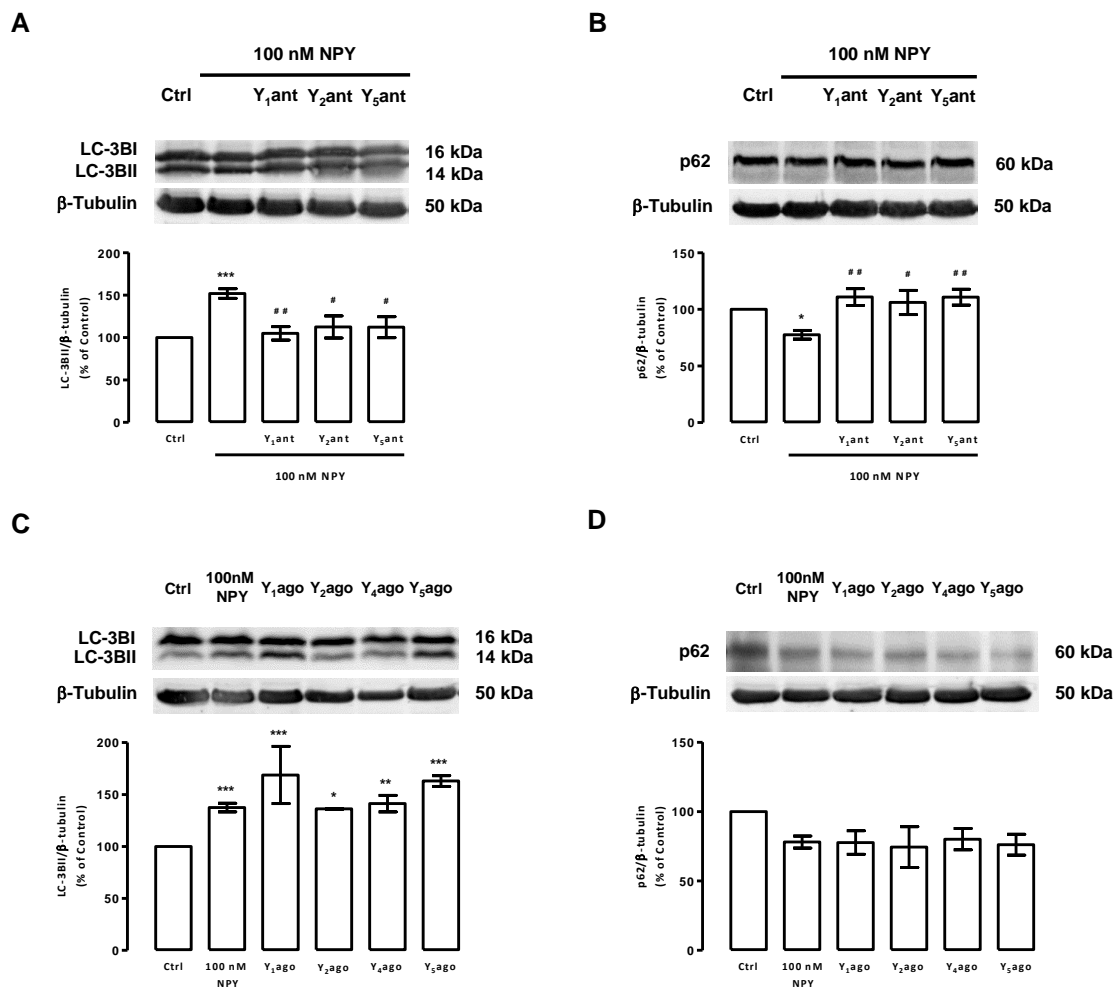 A
100 nM NPY
Ctrl Y₁ant Y₂ant Y₅ant
LC-3BI 16 kDa
LC-3BII 14 kDa
β-Tubulin 50 kDa
200
150
100
50
0
LC-3BII/β-tubulin
(% of Control)
***
##
#
#
Ctrl Y₁ant Y₂ant Y₅ant
100 nM NPY
B
100 nM NPY
Ctrl Y₁ant Y₂ant Y₅ant
p62 60 kDa
β-Tubulin 50 kDa
150
100
50
0
p62/β-tubulin
(% of Control)
*
##
#
##
Ctrl Y₁ant Y₂ant Y₅ant
100 nM NPY
C
Ctrl 100nM NPY Y₁ago Y₂ago Y₄ago Y₅ago
LC-3BI 16 kDa
LC-3BII 14 kDa
β-Tubulin 50 kDa
200
150
100
50
0
LC-3BII/β-tubulin
(% of Control)
***
***
*
**
***
Ctrl 100 nM NPY Y₁ago Y₂ago Y₄ago Y₅ago
D
Ctrl 100nM NPY Y₁ago Y₂ago Y₄ago Y₅ago
p62 60 kDa
β-Tubulin 50 kDa
150
100
50
0
p62/β-tubulin
(% of Control)
Ctrl 100 nM NPY Y₁ago Y₂ago Y₄ago Y₅ago